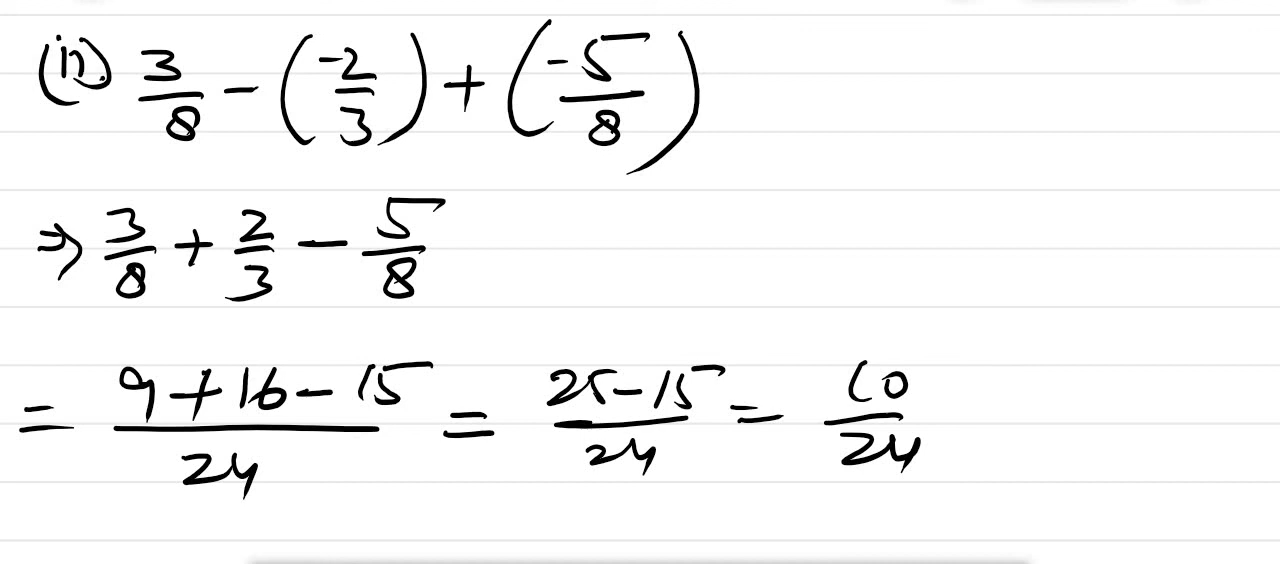 (ii) 3/8 - (-2/3) + (-5/8)
⇒ 3/8 + 2/3 - 5/8
= (9+16-15)/24 = (25-15)/24 = 10/24